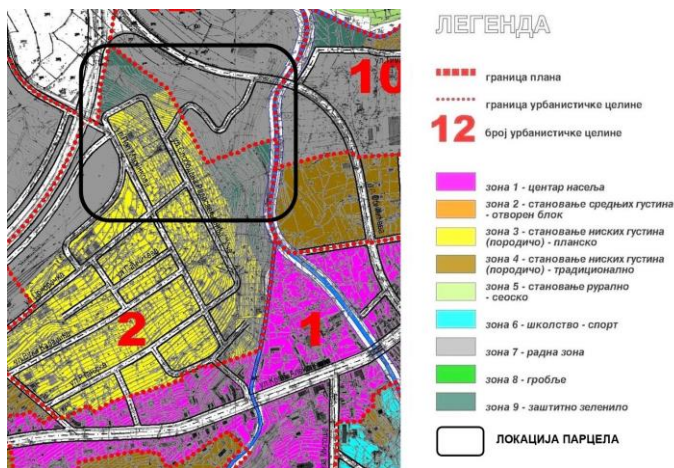 10
2
1
ЛЕГЕНДА
граница плана
граница урбанистичке целине
12 број урбанистичке целине
зона 1 - центар насеља
зона 2 - становање средњих густина
- отворен блок
зона 3 - становање ниских густина
(породичо) - планско
зона 4 - становање ниских густина
(породичо) - традиционално
зона 5 - становање рурално
- сеоско
зона 6 - школство - спорт
зона 7 - радна зона
зона 8 - гробље
зона 9 - заштитно зеленило
ЛОКАЦИЈА ПАРЦЕЛА